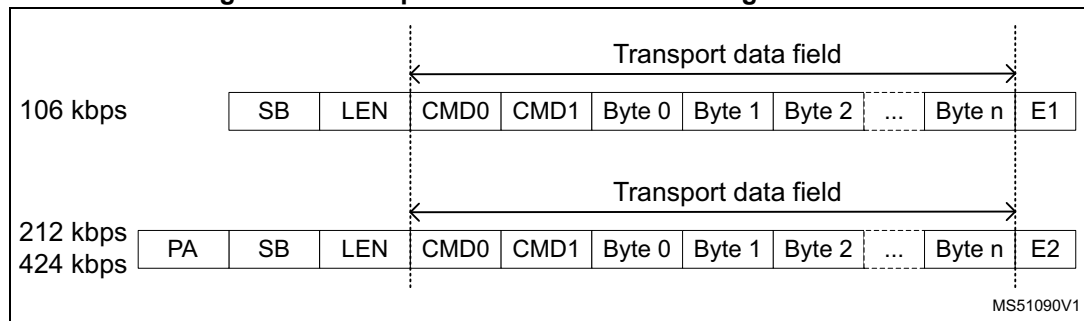 Transport data field
106 kbps SB LEN CMD0 CMD1 Byte 0 Byte 1 Byte 2 ... Byte n E1
Transport data field
212 kbps
424 kbps PA SB LEN CMD0 CMD1 Byte 0 Byte 1 Byte 2 ... Byte n E2
MS51090V1